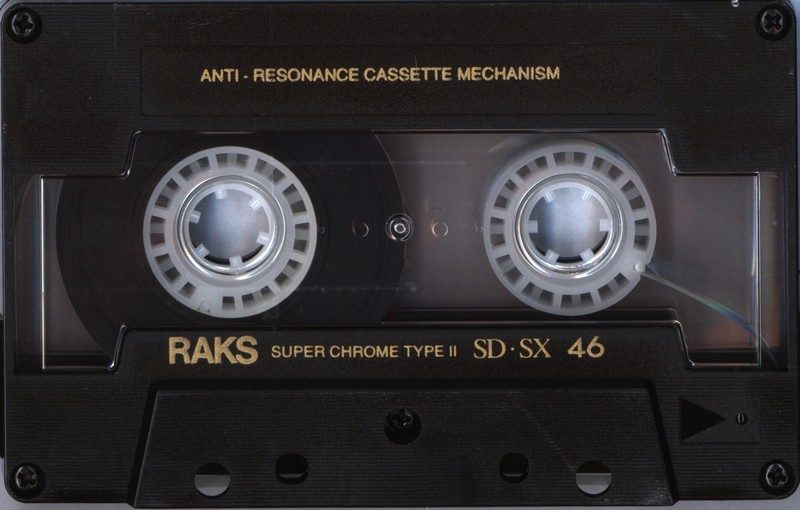 ANTI - RESONANCE CASSETTE MECHANISM
RAKS SUPER CHROME TYPE II SD·SX 46